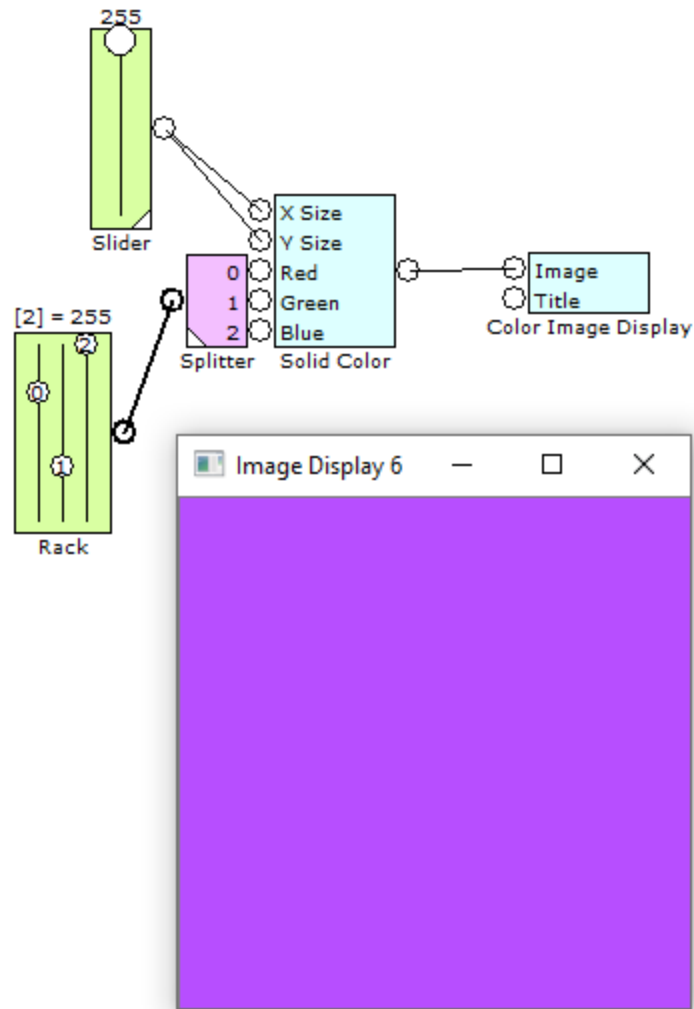 255
Slider
X Size
Y Size
0 Red
1 Green
2 Blue
Splitter Solid Color
Image
Title
Color Image Display
[2] = 255
2
0
1
Rack
Image Display 6